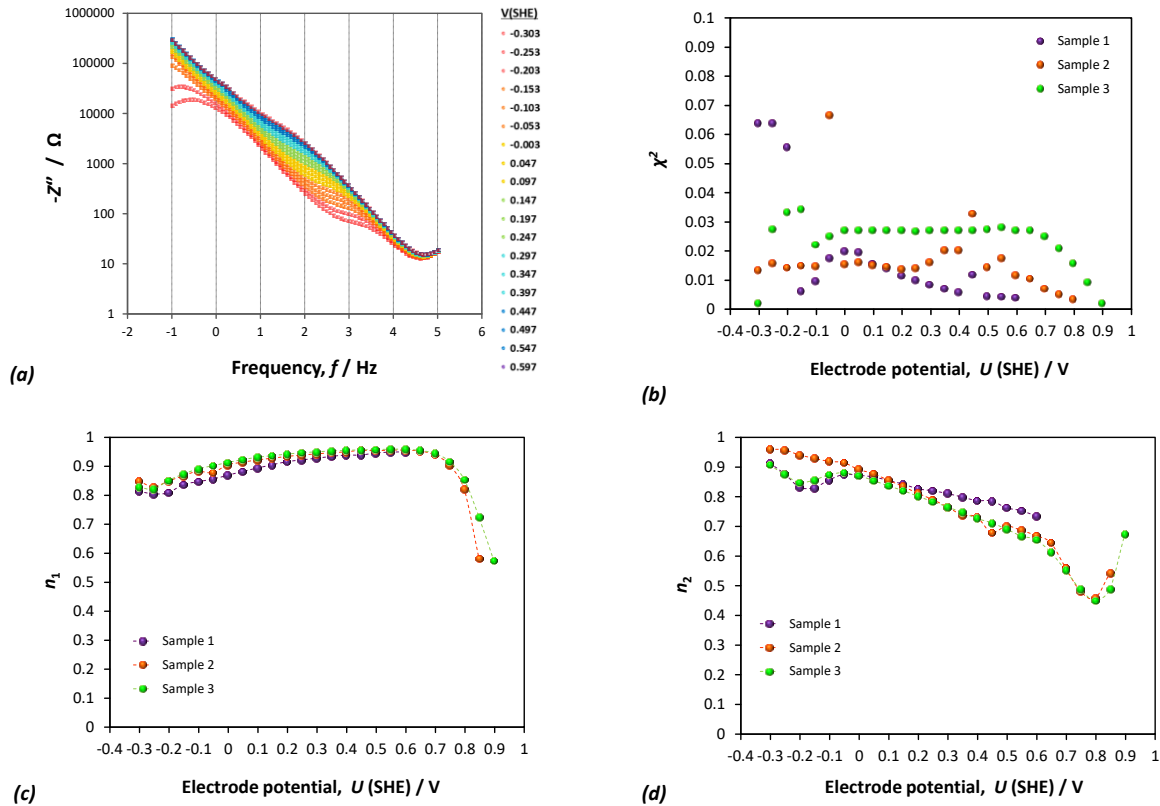 V(SHE)
1000000
100000
10000
1000
100
10
1
-Z" / Ω
-2 -1 0 1 2 3 4 5 6
Frequency, f / Hz
-0.303
-0.253
-0.203
-0.153
-0.103
-0.053
-0.003
0.047
0.097
0.147
0.197
0.247
0.297
0.347
0.397
0.447
0.497
0.547
0.597
(a)
0.1
0.09
0.08
0.07
0.06
0.05
0.04
0.03
0.02
0.01
0
χ²
Sample 1
Sample 2
Sample 3
-0.4 -0.3 -0.2 -0.1 0 0.1 0.2 0.3 0.4 0.5 0.6 0.7 0.8 0.9 1
Electrode potential, U (SHE) / V
(b)
1
0.9
0.8
0.7
0.6
0.5
0.4
0.3
0.2
0.1
0
n₁
Sample 1
Sample 2
Sample 3
-0.4 -0.3 -0.2 -0.1 0 0.1 0.2 0.3 0.4 0.5 0.6 0.7 0.8 0.9 1
Electrode potential, U (SHE) / V
(c)
1
0.9
0.8
0.7
0.6
0.5
0.4
0.3
0.2
0.1
0
n₂
Sample 1
Sample 2
Sample 3
-0.4 -0.3 -0.2 -0.1 0 0.1 0.2 0.3 0.4 0.5 0.6 0.7 0.8 0.9 1
Electrode potential, U (SHE) / V
(d)